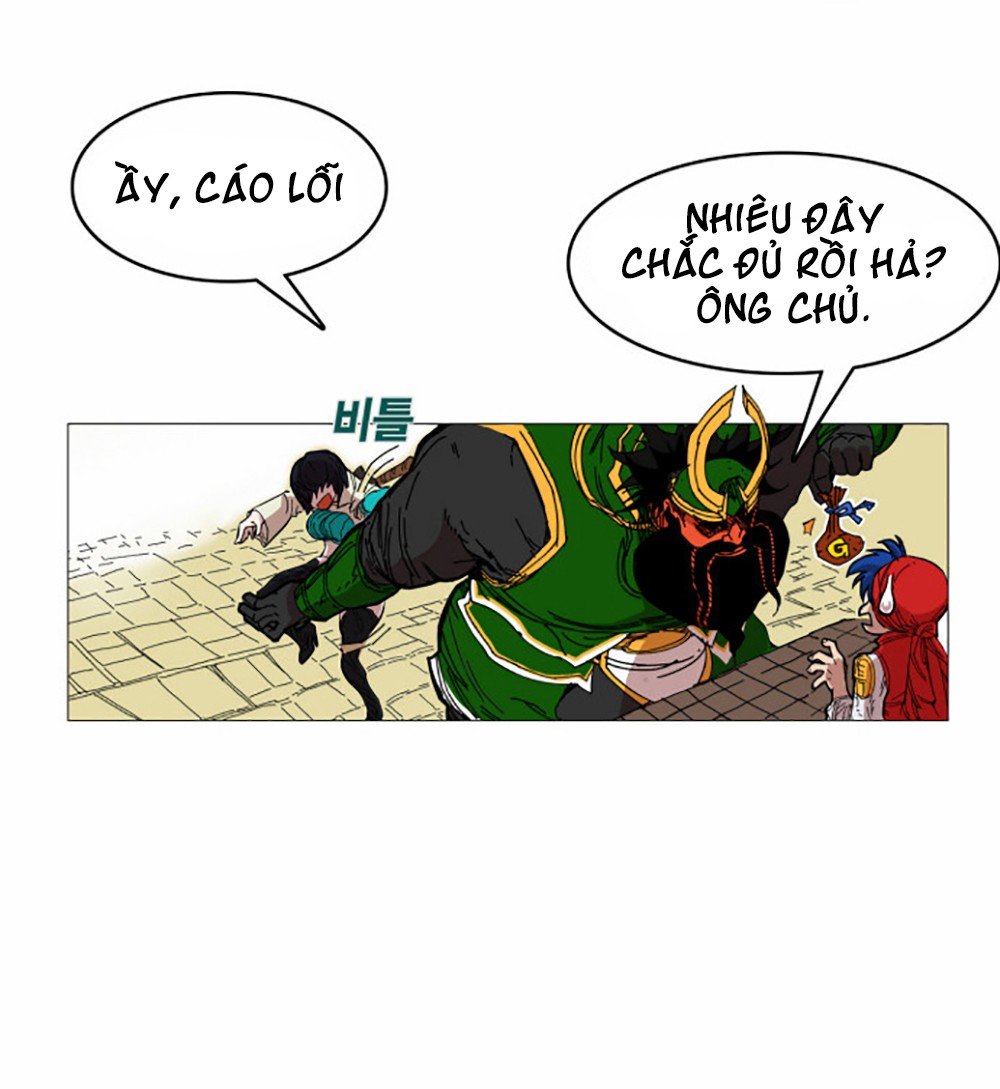 ẦY, CÁO LỖI
NHIÊU ĐÂY
CHẮC ĐỦ RỒI HẢ?
ÔNG CHỦ.
비틀
G